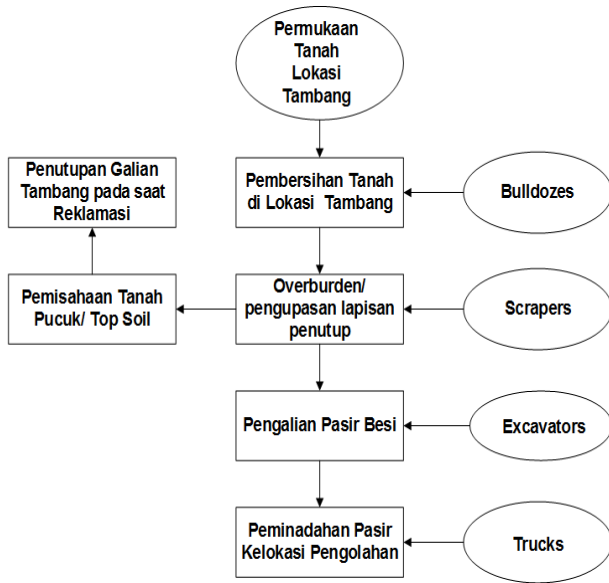 Permukaan
Tanah
Lokasi
Tambang
Penutupan Galian
Tambang pada saat
Reklamasi
Pembersihan Tanah
di Lokasi Tambang
Bulldozes
Pemisahaan Tanah
Pucuk/ Top Soil
Overburden/
pengupasan lapisan
penutup
Scrapers
Pengalian Pasir Besi
Excavators
Peminadahan Pasir
Kelokasi Pengolahan
Trucks